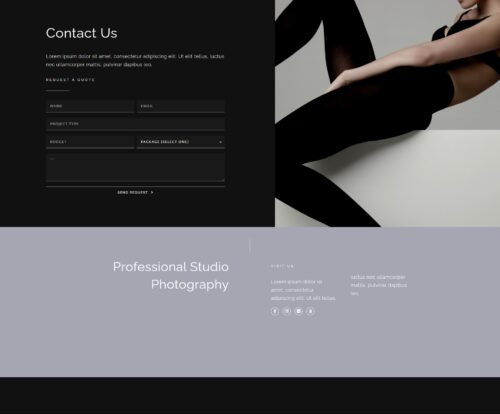 Contact Us
Lorem ipsum dolor sit amet, consectetur adipiscing elit. Ut elit tellus, luctus
nec ullamcorper mattis, pulvinar dapibus leo.
REQUEST A QUOTE
NAME
EMAIL
PROJECT TYPE
BUDGET
PACKAGE (SELECT ONE)
SEND REQUEST >
Professional Studio
Photography
VISIT US
Lorem ipsum dolor sit
amet, consectetur
adipiscing elit. Ut tellus,
luctus nec ullamcorper
mattis, pulvinar dapibus
leo.